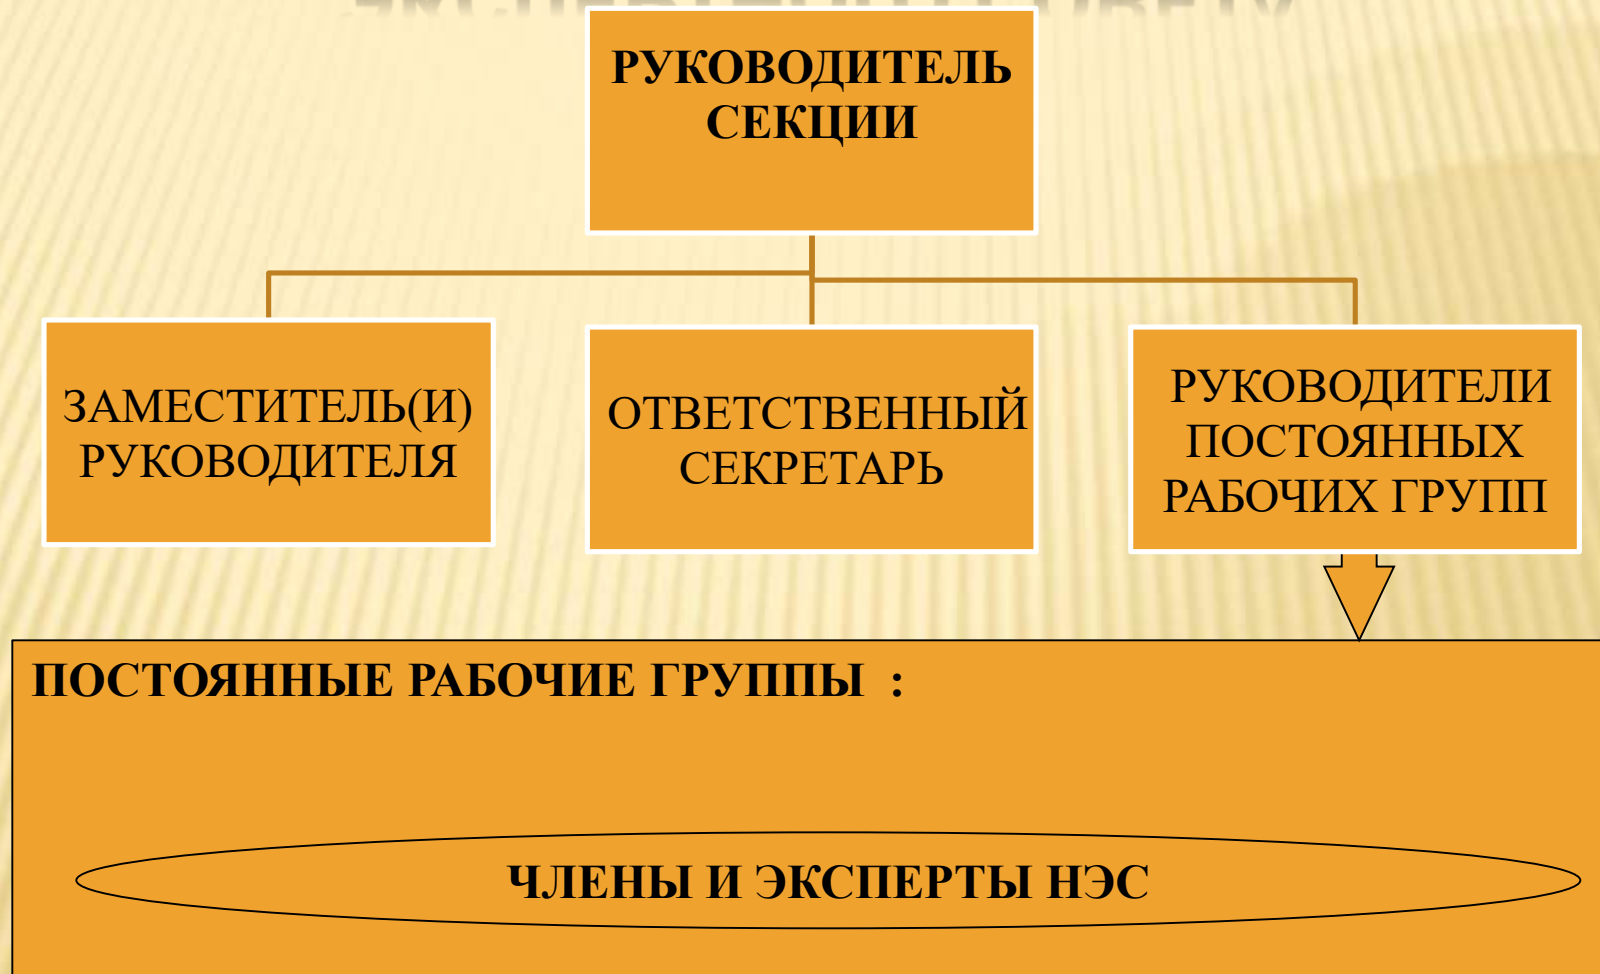 РУКОВОДИТЕЛЬ
СЕКЦИИ
ЗАМЕСТИТЕЛЬ(И)
РУКОВОДИТЕЛЯ
ОТВЕТСТВЕННЫЙ
СЕКРЕТАРЬ
РУКОВОДИТЕЛИ
ПОСТОЯННЫХ
РАБОЧИХ ГРУПП
ПОСТОЯННЫЕ РАБОЧИЕ ГРУППЫ :
ЧЛЕНЫ И ЭКСПЕРТЫ НЭС